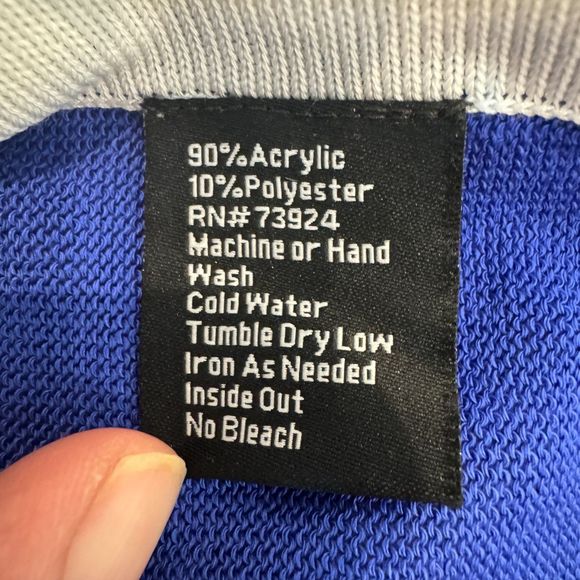 90%Acrylic
10%Polyester
RN#73924
Machine or Hand
Wash
Cold Water
Tumble Dry Low
Iron As Needed
Inside Out
No Bleach